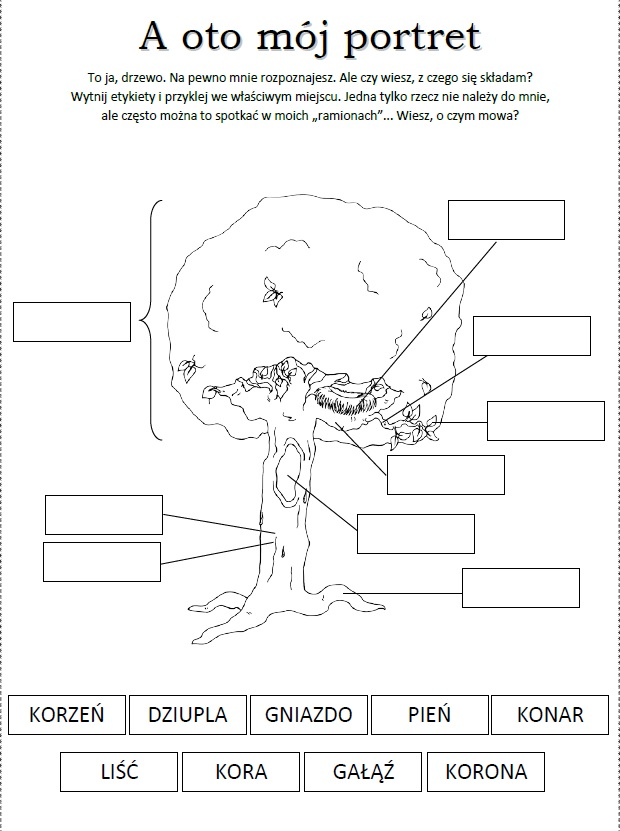 A oto mój portret
To ja, drzewo. Na pewno mnie rozpoznajesz. Ale czy wiesz, z czego się składam?
Wytnij etykiety i przyklej we właściwym miejscu. Jedna tylko rzecz nie należy do mnie,
ale często można to spotkać w moich „ramionach”... Wiesz, o czym mowa?
KORZEŃ DZIUPLA GNIAZDO PIEŃ KONAR
LIŚĆ KORA GAŁĄŹ KORONA